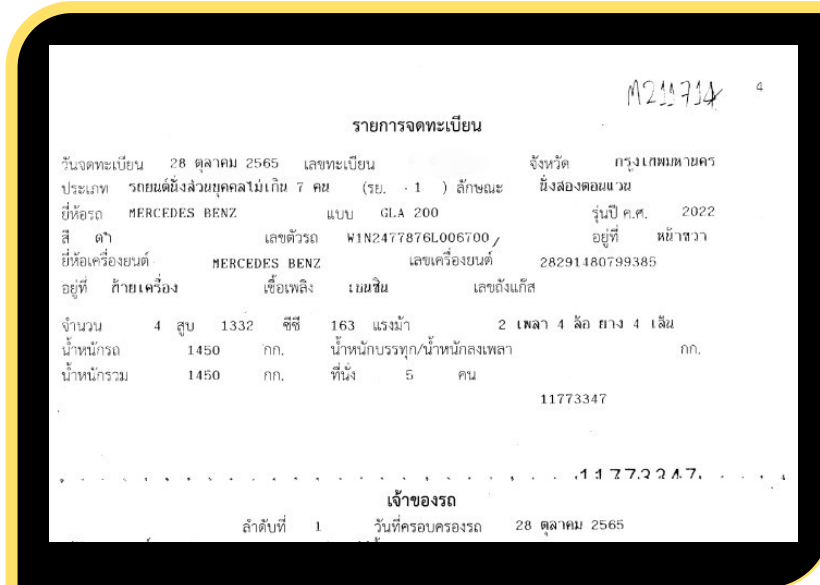 M211714 4
รายการจดทะเบียน
วันจดทะเบียน 28 ตุลาคม 2565 เลขทะเบียน จังหวัด กรุงเทพมหานคร
ประเภท รถยนต์นั่งส่วนบุคคลไม่เกิน 7 คน (รย. 1 ) ลักษณะ นั่งสองตอนแวน
ยี่ห้อรถ MERCEDES BENZ แบบ GLA 200 รุ่นปี ค.ศ. 2022
สี ดำ เลขตัวรถ W1N2477876L006700 อยู่ที่ หน้าขวา
ยี่ห้อเครื่องยนต์ MERCEDES BENZ เลขเครื่องยนต์ 28291480799385
อยู่ที่ ท้ายเครื่อง เชื้อเพลิง เบนซิน เลขถังแก๊ส
จำนวน 4 สูบ 1332 ซีซี 163 แรงม้า 2 เพลา 4 ล้อ ยาง 4 เส้น
น้ำหนักรถ 1450 กก. น้ำหนักบรรทุก/น้ำหนักลงเพลา กก.
น้ำหนักรวม 1450 กก. ที่นั่ง 5 คน
11773347
11773347
เจ้าของรถ
ลำดับที่ 1 วันที่ครอบครองรถ 28 ตุลาคม 2565